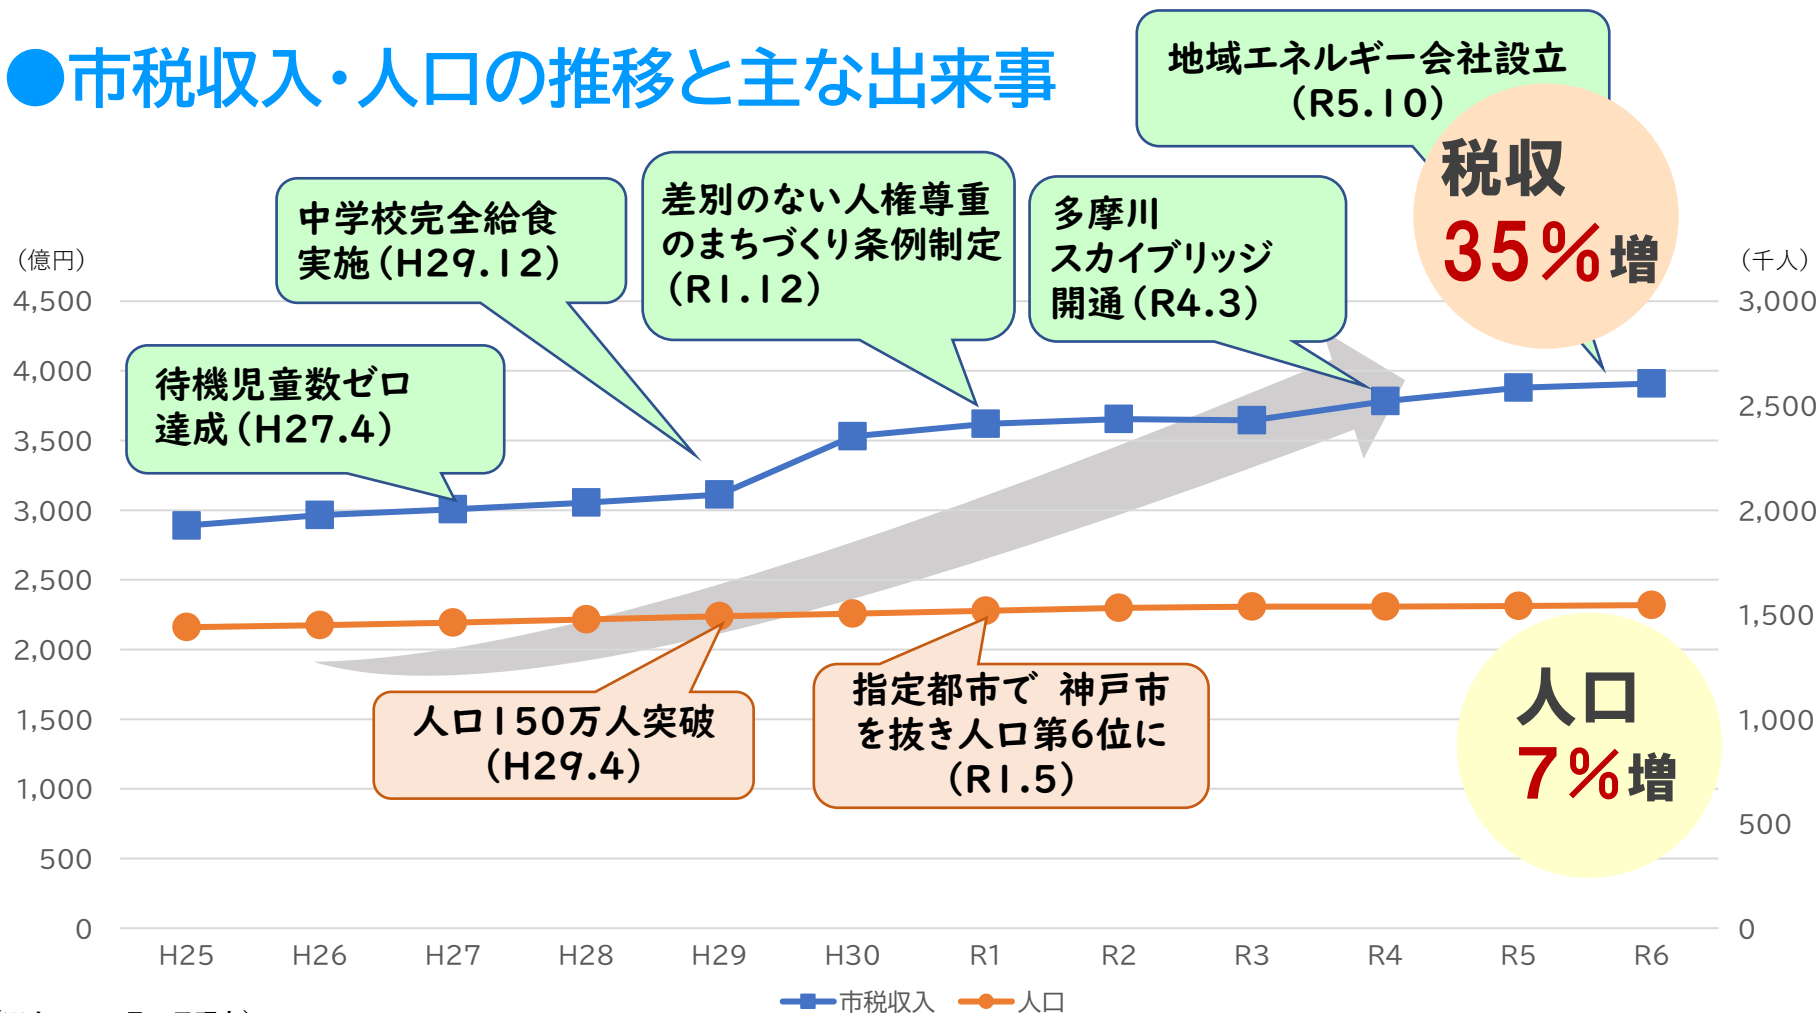 ●市税収入・人口の推移と主な出来事
地域エネルギー会社設立
(R5.10)
税収
35%増
中学校完全給食
実施(H29.12)
差別のない人権尊重
のまちづくり条例制定
(R1.12)
多摩川
スカイブリッジ
開通(R4.3)
待機児童数ゼロ
達成(H27.4)
(億円)
4,500
4,000
3,500
3,000
2,500
2,000
1,500
1,000
500
0
(千人)
3,000
2,500
2,000
1,500
1,000
500
0
人口150万人突破
(H29.4)
指定都市で 神戸市
を抜き人口第6位に
(R1.5)
人口
7%増
H25 H26 H27 H28 H29 H30 R1 R2 R3 R4 R5 R6
市税収入 人口